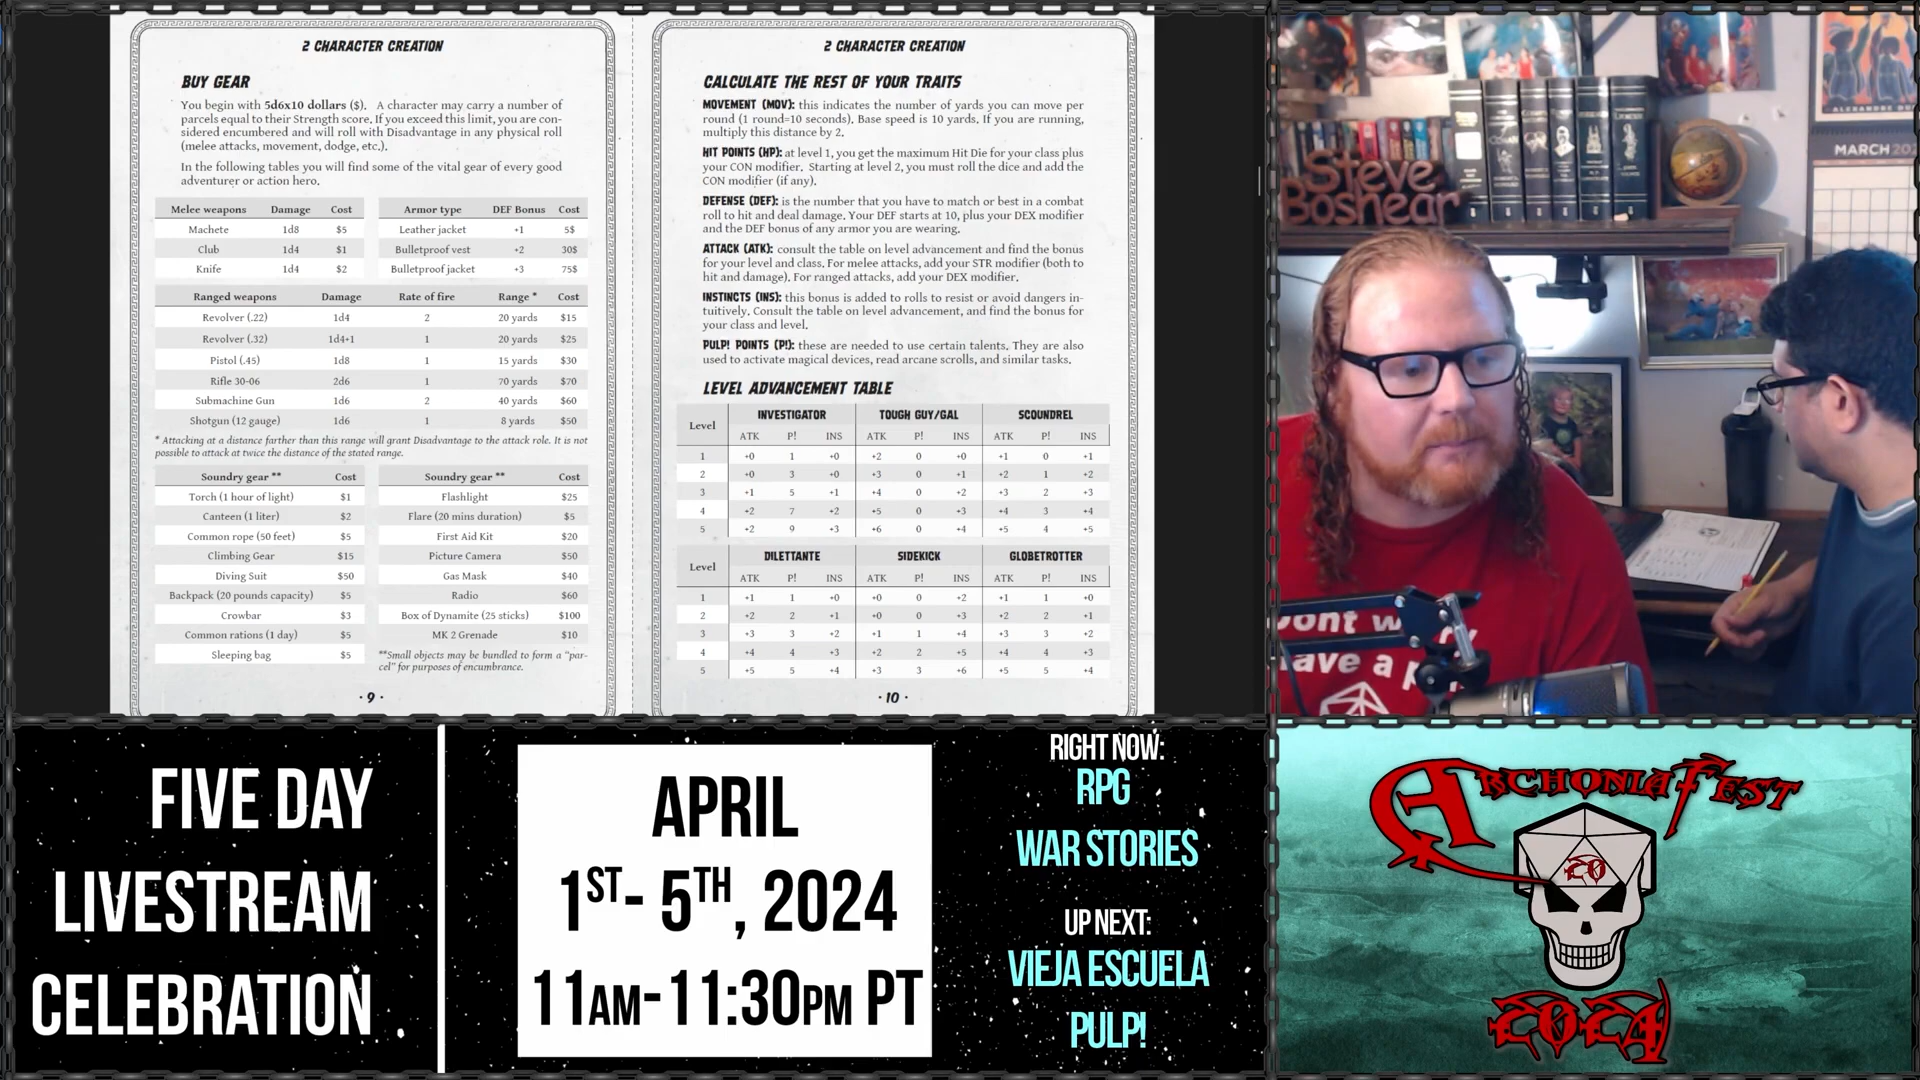 2 CHARACTER CREATION
BUY GEAR
You begin with 5d6x10 dollars ($). A character may carry a number of
parcels equal to their Strength score. If you exceed this limit, you are con-
sidered encumbered and will roll with Disadvantage in any physical roll
(melee attacks, movement, dodge, etc.).
In the following tables you will find some of the vital gear of every good
adventurer or action hero.
Melee weapons Damage Cost
Machete 1d8 $5
Club 1d4 $1
Knife 1d4 $2
Armor type DEF Bonus Cost
Leather jacket +1 5$
Bulletproof vest +2 30$
Bulletproof jacket +3 75$
Ranged weapons Damage Rate of fire Range * Cost
Revolver (.22) 1d4 2 20 yards $15
Revolver (.32) 1d4+1 1 20 yards $25
Pistol (.45) 1d8 1 15 yards $30
Rifle 30-06 2d6 1 70 yards $70
Submachine Gun 1d6 2 40 yards $60
Shotgun (12 gauge) 1d6 1 8 yards $50
* Attacking at a distance farther than this range will grant Disadvantage to the attack role. It is not
possible to attack at twice the distance of the stated range.
Soundry gear ** Cost
Torch (1 hour of light) $1
Canteen (1 liter) $2
Common rope (50 feet) $5
Climbing Gear $15
Diving Suit $50
Backpack (20 pounds capacity) $5
Crowbar $3
Common rations (1 day) $5
Sleeping bag $5
Soundry gear ** Cost
Flashlight $25
Flare (20 mins duration) $5
First Aid Kit $20
Picture Camera $50
Gas Mask $40
Radio $60
Box of Dynamite (25 sticks) $100
MK 2 Grenade $10
**Small objects may be bundled to form a "par-
cel" for purposes of encumbrance.
· 9 ·
2 CHARACTER CREATION
CALCULATE THE REST OF YOUR TRAITS
MOVEMENT (MOV): this indicates the number of yards you can move per
round (1 round=10 seconds). Base speed is 10 yards. If you are running,
multiply this distance by 2.
HIT POINTS (HP): at level 1, you get the maximum Hit Die for your class plus
your CON modifier. Starting at level 2, you must roll the dice and add the
CON modifier (if any).
DEFENSE (DEF): is the number that you have to match or best in a combat
roll to hit and deal damage. Your DEF starts at 10, plus your DEX modifier
and the DEF bonus of any armor you are wearing.
ATTACK (ATK): consult the table on level advancement and find the bonus
for your level and class. For melee attacks, add your STR modifier (both to
hit and damage). For ranged attacks, add your DEX modifier.
INSTINCTS (INS): this bonus is added to rolls to resist or avoid dangers in-
tuitively. Consult the table on level advancement, and find the bonus for
your class and level.
PULP! POINTS (P!): these are needed to use certain talents. They are also
used to activate magical devices, read arcane scrolls, and similar tasks.
LEVEL ADVANCEMENT TABLE
Level INVESTIGATOR TOUGH GUY/GAL SCOUNDREL
ATK P! INS ATK P! INS ATK P! INS
1 +0 1 +0 +2 0 +0 +1 0 +1
2 +0 3 +0 +3 0 +1 +2 1 +2
3 +1 5 +1 +4 0 +2 +3 2 +3
4 +2 7 +2 +5 0 +3 +4 3 +4
5 +2 9 +3 +6 0 +4 +5 4 +5
Level DILETTANTE SIDEKICK GLOBETROTTER
ATK P! INS ATK P! INS ATK P! INS
1 +1 1 +0 +0 0 +2 +1 1 +0
2 +2 2 +1 +0 0 +3 +2 2 +1
3 +3 3 +2 +1 1 +4 +3 3 +2
4 +4 4 +3 +2 2 +5 +4 4 +3
5 +5 5 +4 +3 3 +6 +5 5 +4
· 10 ·
MARCH
Steve
Boshear
FIVE DAY
LIVESTREAM
CELEBRATION
APRIL
1ST- 5TH, 2024
11AM-11:30PM PT
RIGHT NOW:
RPG
WAR STORIES
UP NEXT:
VIEJA ESCUELA
PULP!
ARCHONIAFEST
20
2024